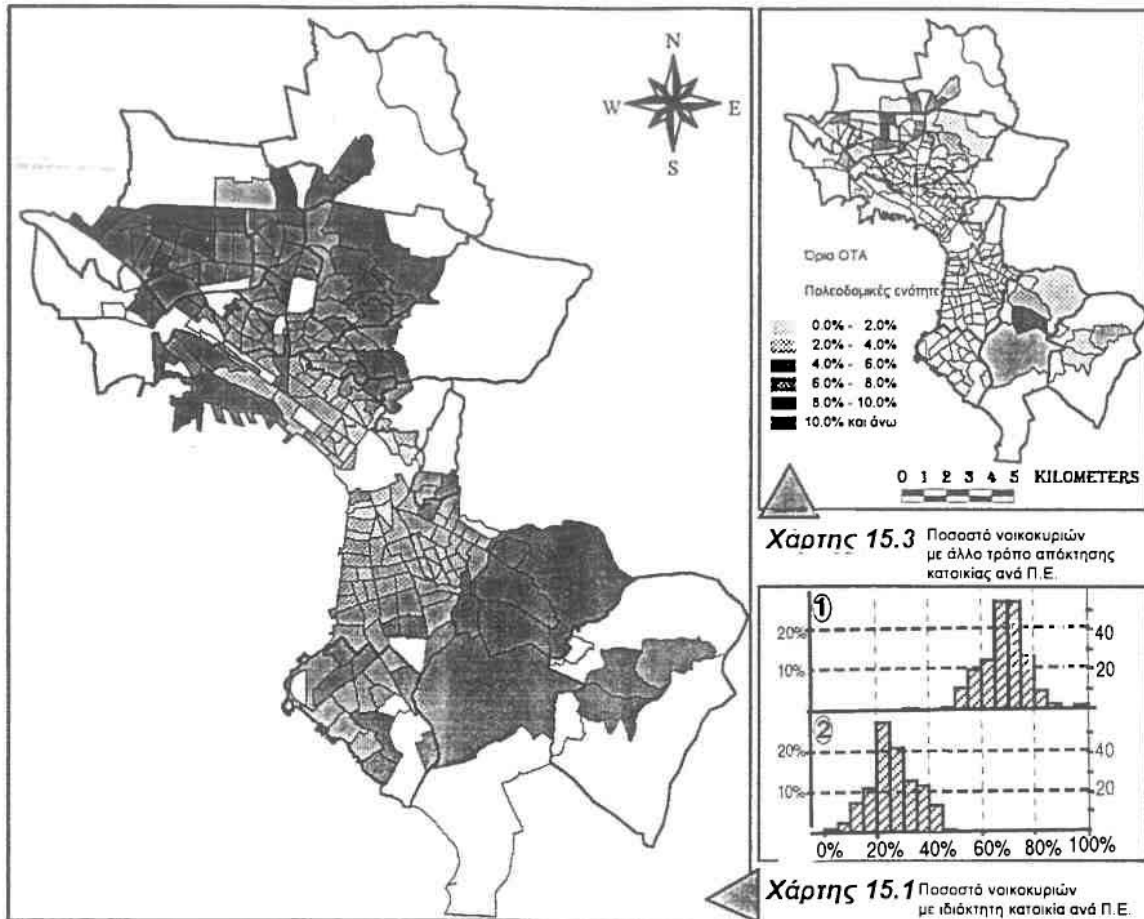 N
W E
S
Όρια ΟΤΑ
Πολεοδομικές ενότητε
0.0% - 2.0%
2.0% - 4.0%
4.0% - 6.0%
6.0% - 8.0%
8.0% - 10.0%
10.0% και άνω
0 1 2 3 4 5 KILOMETERS
Χάρτης 15.3 Ποσοστό νοικοκυριών
με άλλο τρόπο απόκτησης
κατοικίας ανά Π.Ε.
1
20% 40
10% 20
2
20% 40
10% 20
0% 20% 40% 60% 80% 100%
Χάρτης 15.1 Ποσοστό νοικοκυριών
με ιδιόκτητη κατοικία ανά Π.Ε.